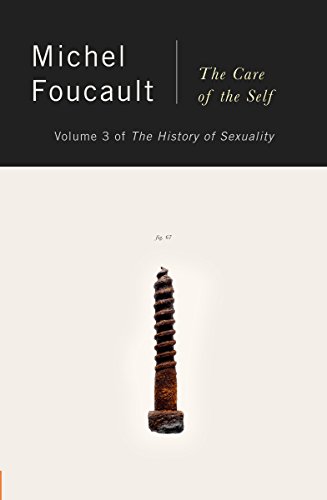 Michel
Foucault
The Care
of the Self
Volume 3 of The History of Sexuality
fig. 67